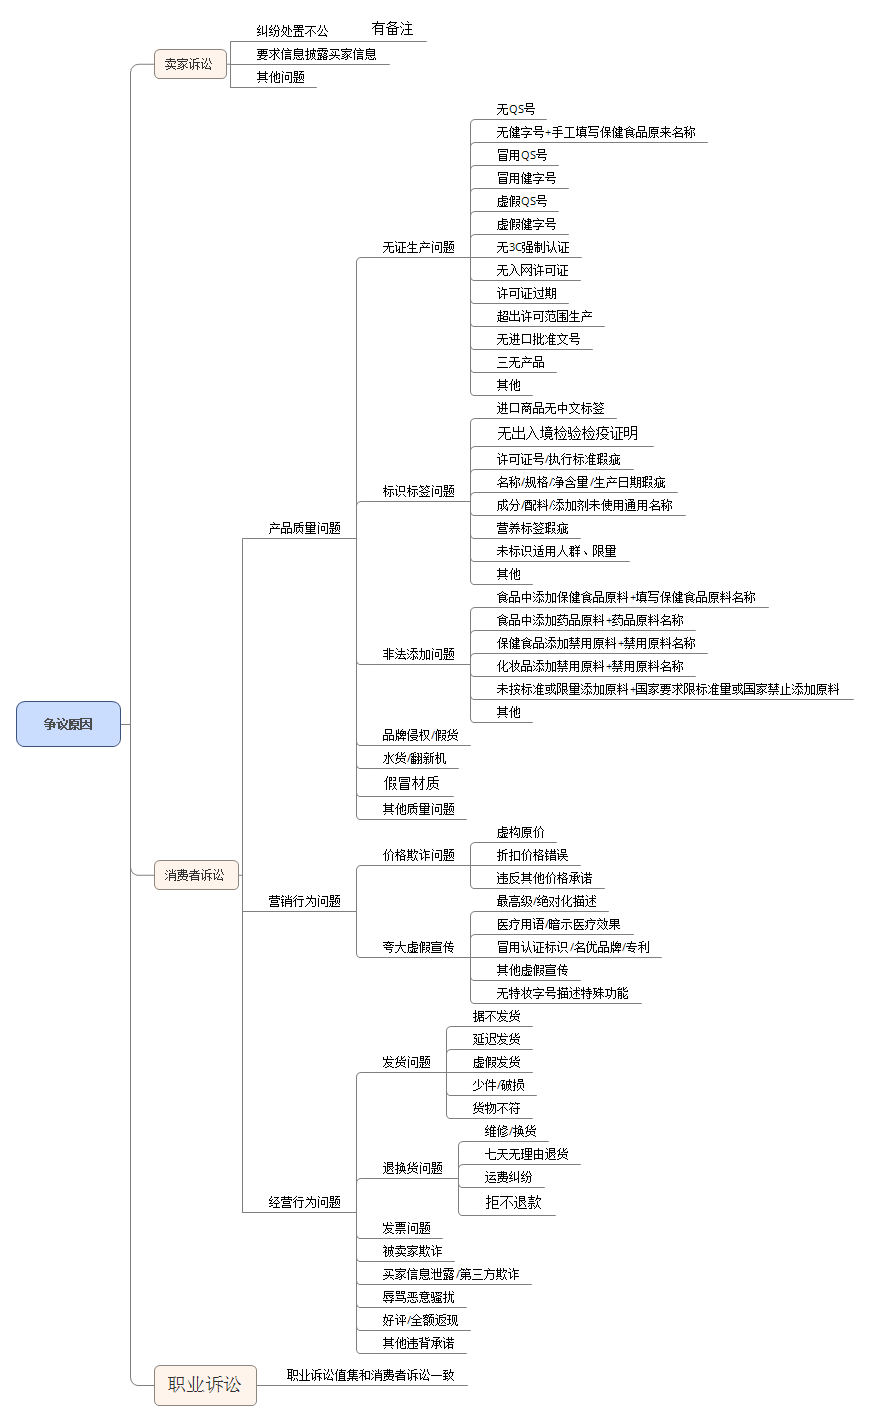 纠纷处置不公
有备注
卖家诉讼
要求信息披露买家信息
其他问题
无QS号
无健字号+手工填写保健食品原来名称
冒用QS号
冒用健字号
虚假QS号
虚假健字号
无证生产问题
无3C强制认证
无入网许可证
许可证过期
超出许可范围生产
无进口批准文号
三无产品
其他
进口商品无中文标签
无出入境检验检疫证明
许可证号/执行标准瑕疵
名称/规格/净含量/生产日期瑕疵
标识标签问题
成分/配料/添加剂未使用通用名称
产品质量问题
营养标签瑕疵
未标识适用人群、限量
其他
食品中添加保健食品原料+填写保健食品原料名称
食品中添加药品原料+药品原料名称
保健食品添加禁用原料+禁用原料名称
非法添加问题
化妆品添加禁用原料+禁用原料名称
未按标准或限量添加原料+国家要求限标准量或国家禁止添加原料
其他
争议原因
品牌侵权/假货
水货/翻新机
假冒材质
其他质量问题
虚构原价
价格欺诈问题
折扣价格错误
消费者诉讼
违反其他价格承诺
营销行为问题
最高级/绝对化描述
医疗用语/暗示医疗效果
夸大虚假宣传
冒用认证标识/名优品牌/专利
其他虚假宣传
无特妆字号描述特殊功能
据不发货
延迟发货
发货问题
虚假发货
少件/破损
货物不符
维修/换货
七天无理由退货
退换货问题
运费纠纷
经营行为问题
拒不退款
发票问题
被卖家欺诈
买家信息泄露/第三方欺诈
辱骂恶意骚扰
好评/全额返现
其他违背承诺
职业诉讼
职业诉讼值集和消费者诉讼一致